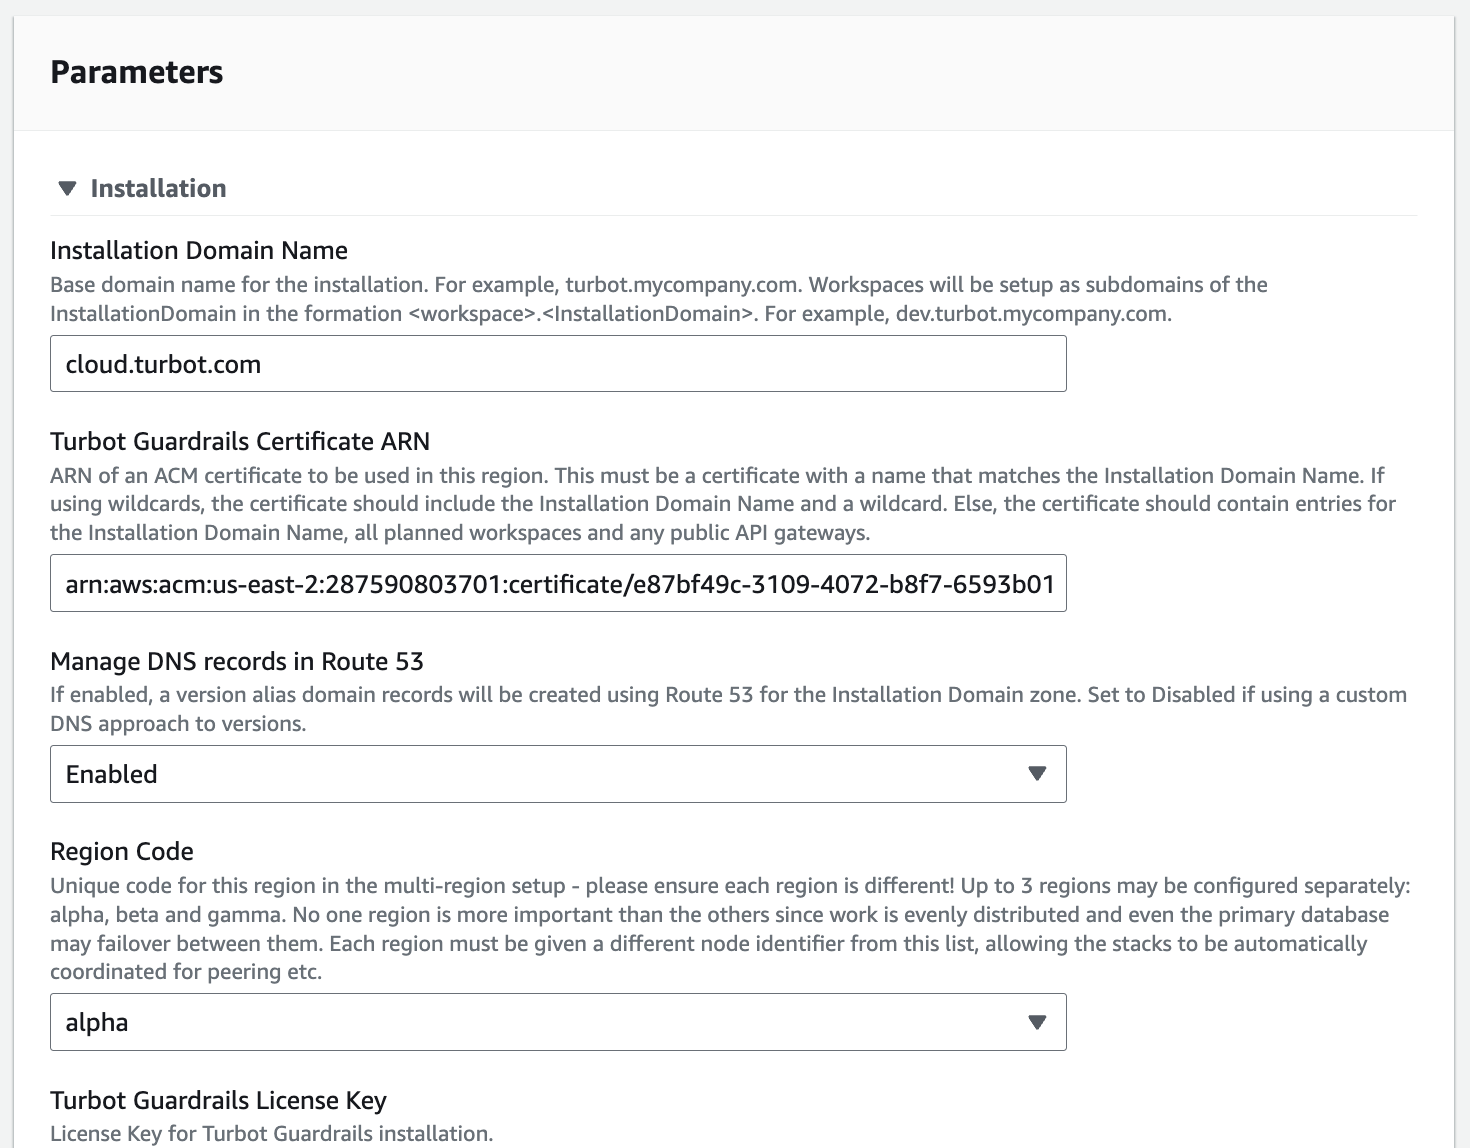 Parameters
Installation
Installation Domain Name
Base domain name for the installation. For example, turbot.mycompany.com. Workspaces will be setup as subdomains of the
InstallationDomain in the formation <workspace>.<InstallationDomain>. For example, dev.turbot.mycompany.com.
cloud.turbot.com
Turbot Guardrails Certificate ARN
ARN of an ACM certificate to be used in this region. This must be a certificate with a name that matches the Installation Domain Name. If
using wildcards, the certificate should include the Installation Domain Name and a wildcard. Else, the certificate should contain entries for
the Installation Domain Name, all planned workspaces and any public API gateways.
arn:aws:acm:us-east-2:287590803701:certificate/e87bf49c-3109-4072-b8f7-6593b01
Manage DNS records in Route 53
If enabled, a version alias domain records will be created using Route 53 for the Installation Domain zone. Set to Disabled if using a custom
DNS approach to versions.
Enabled
Region Code
Unique code for this region in the multi-region setup - please ensure each region is different! Up to 3 regions may be configured separately:
alpha, beta and gamma. No one region is more important than the others since work is evenly distributed and even the primary database
may failover between them. Each region must be given a different node identifier from this list, allowing the stacks to be automatically
coordinated for peering etc.
alpha
Turbot Guardrails License Key
License Key for Turbot Guardrails installation.